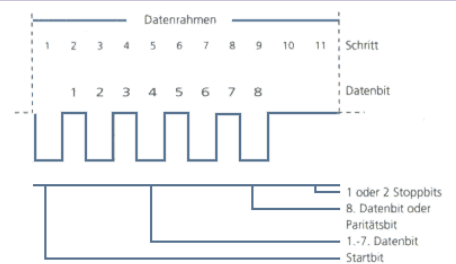 Datenrahmen
1 2 3 4 5 6 7 8 9 10 11 Schritt
1 2 3 4 5 6 7 8 Datenbit
1 oder 2 Stoppbits
8. Datenbit oder
Paritätsbit
1.-7. Datenbit
Startbit